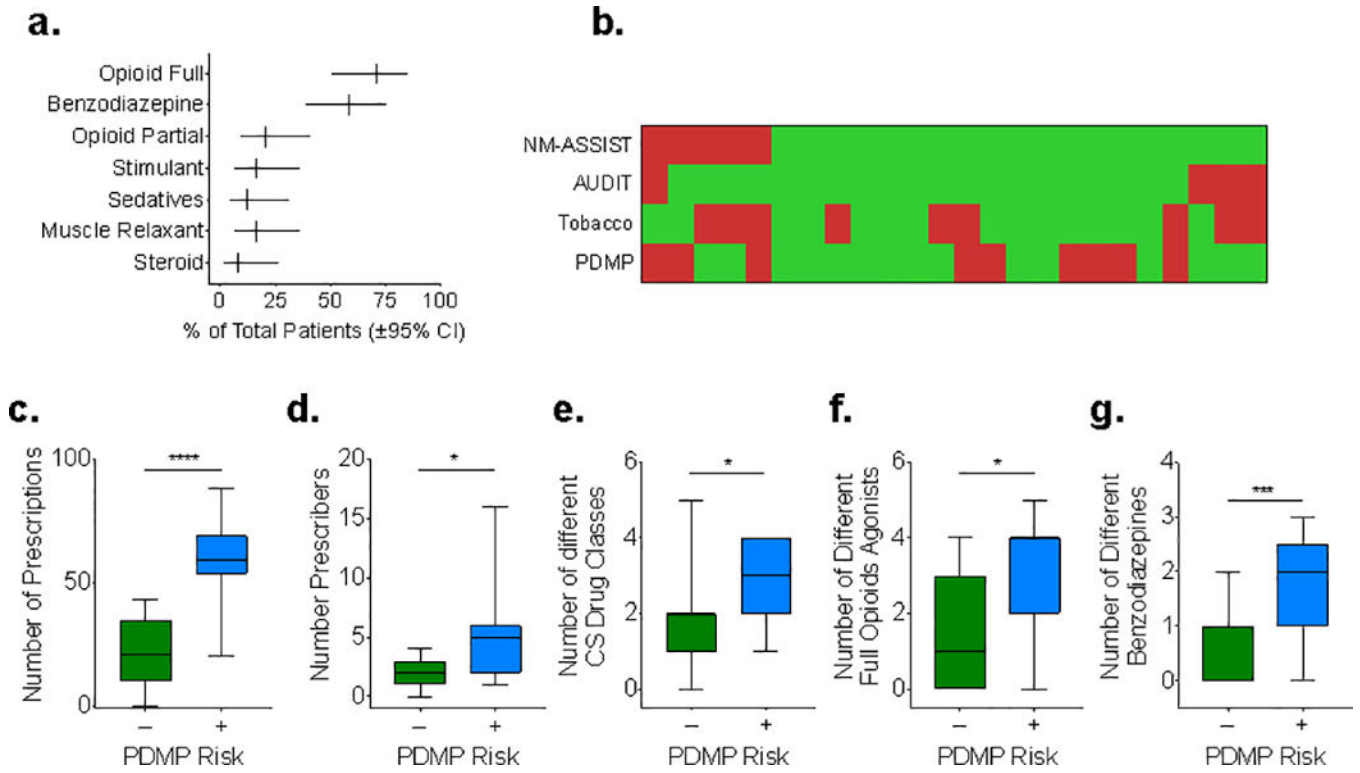 a.
Opioid Full
Benzodiazepine
Opioid Partial
Stimulant
Sedatives
Muscle Relaxant
Steroid
0 25 50 75 100
% of Total Patients (±95% CI)
b.
NM-ASSIST
AUDIT
Tobacco
PDMP
c.
Number of Prescriptions
100
50
0
****
– +
PDMP Risk
d.
Number Prescribers
20
15
10
5
0
*
– +
PDMP Risk
e.
Number of different
CS Drug Classes
6
4
2
0
*
– +
PDMP Risk
f.
Number of Different
Full Opioids Agonists
6
4
2
0
*
– +
PDMP Risk
g.
Number of Different
Benzodiazepines
4
3
2
1
0
***
– +
PDMP Risk